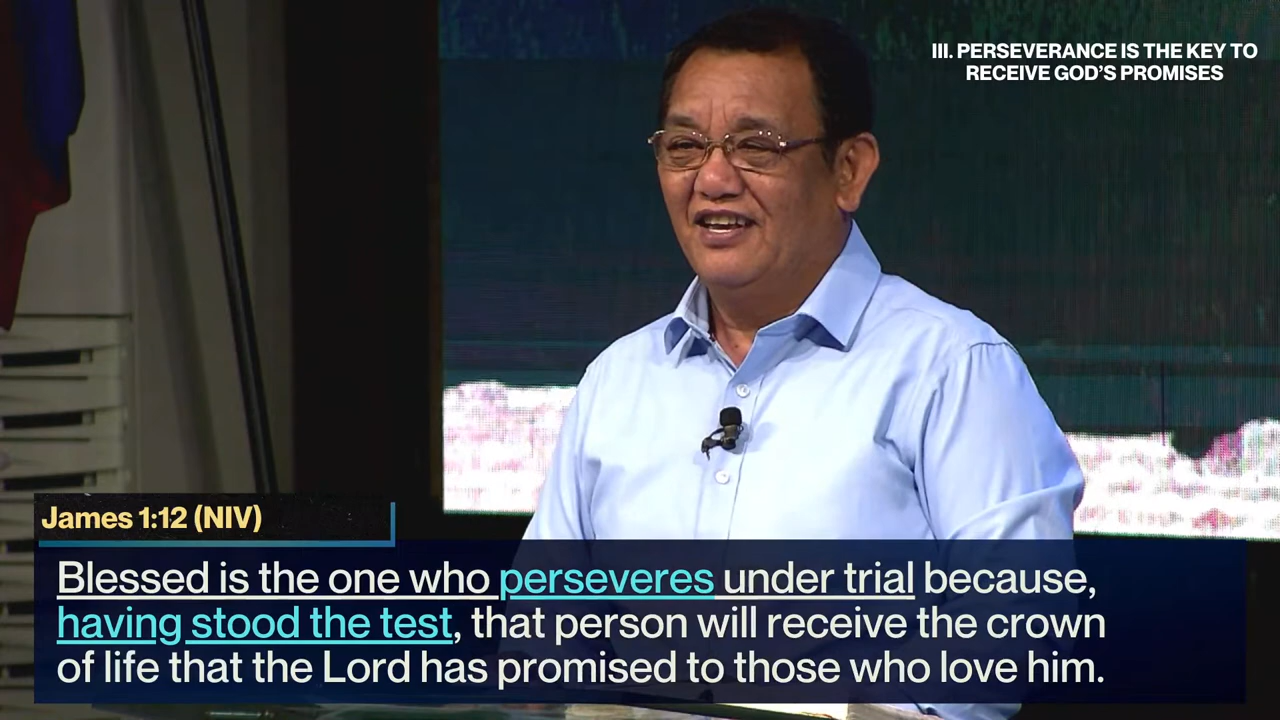 III. PERSEVERANCE IS THE KEY TO
RECEIVE GOD'S PROMISES
James 1:12 (NIV)
Blessed is the one who perseveres under trial because,
having stood the test, that person will receive the crown
of life that the Lord has promised to those who love him.